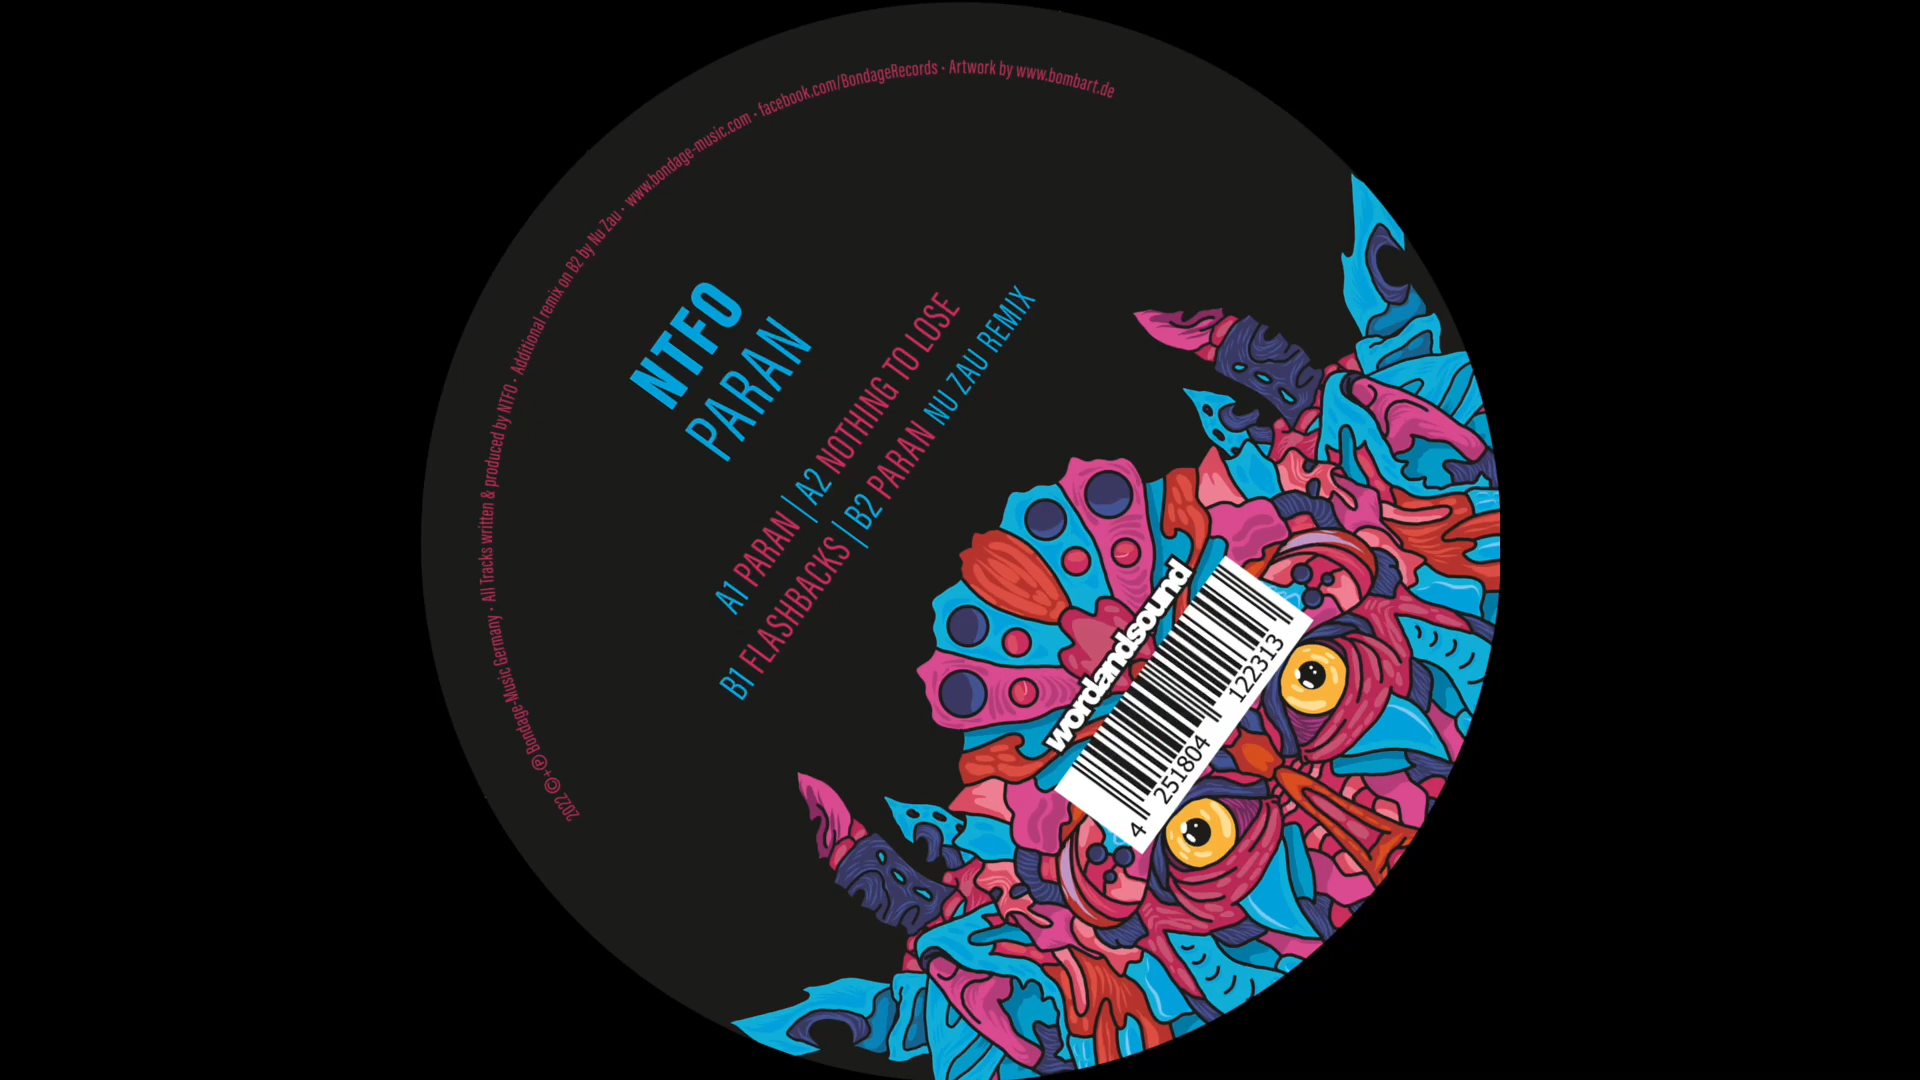 2022 ©+℗ Bondage-Music Germany · All Tracks written & produced by NTFO · Additional remix on B2 by Nu Zau · www.bondage-music.com · facebook.com/BondageRecords · Artwork by www.bombart.de
NTFO
PARAN
A1 PARAN | A2 NOTHING TO LOSE
B1 FLASHBACKS | B2 PARAN NU ZAU REMIX
wordandsound
4 251804 122313